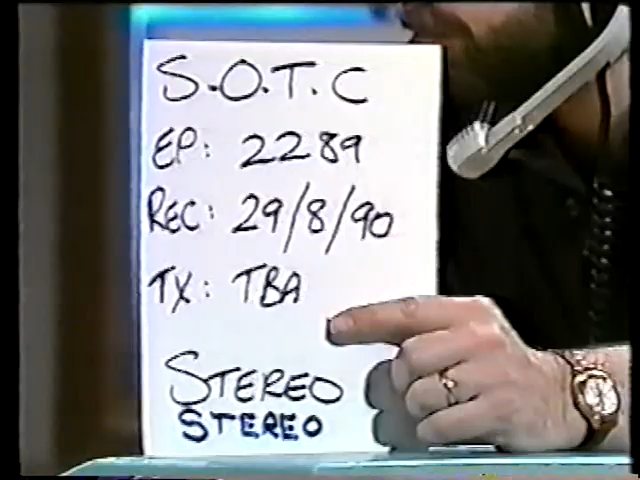 S.O.T.C
EP: 2289
REC: 29/8/90
TX: TBA
STEREO
STEREO